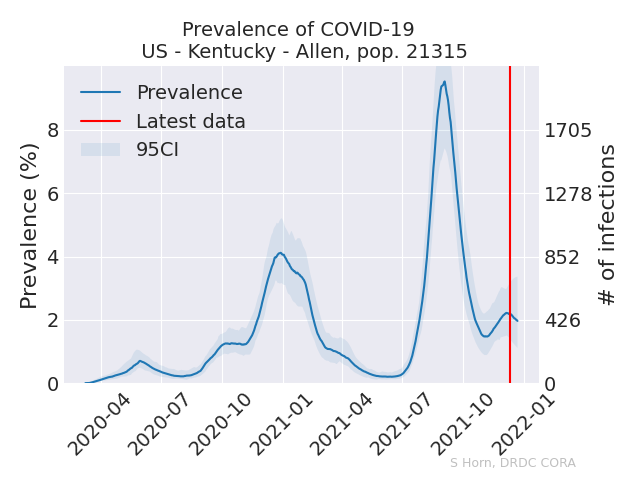 Prevalence of COVID-19
US - Kentucky - Allen, pop. 21315
Prevalence
Latest data
95CI
Prevalence (%)
8
6
4
2
0
1705
1278
852
426
0
# of infections
2020-04
2020-07
2020-10
2021-01
2021-04
2021-07
2021-10
2022-01
S Horn, DRDC CORA